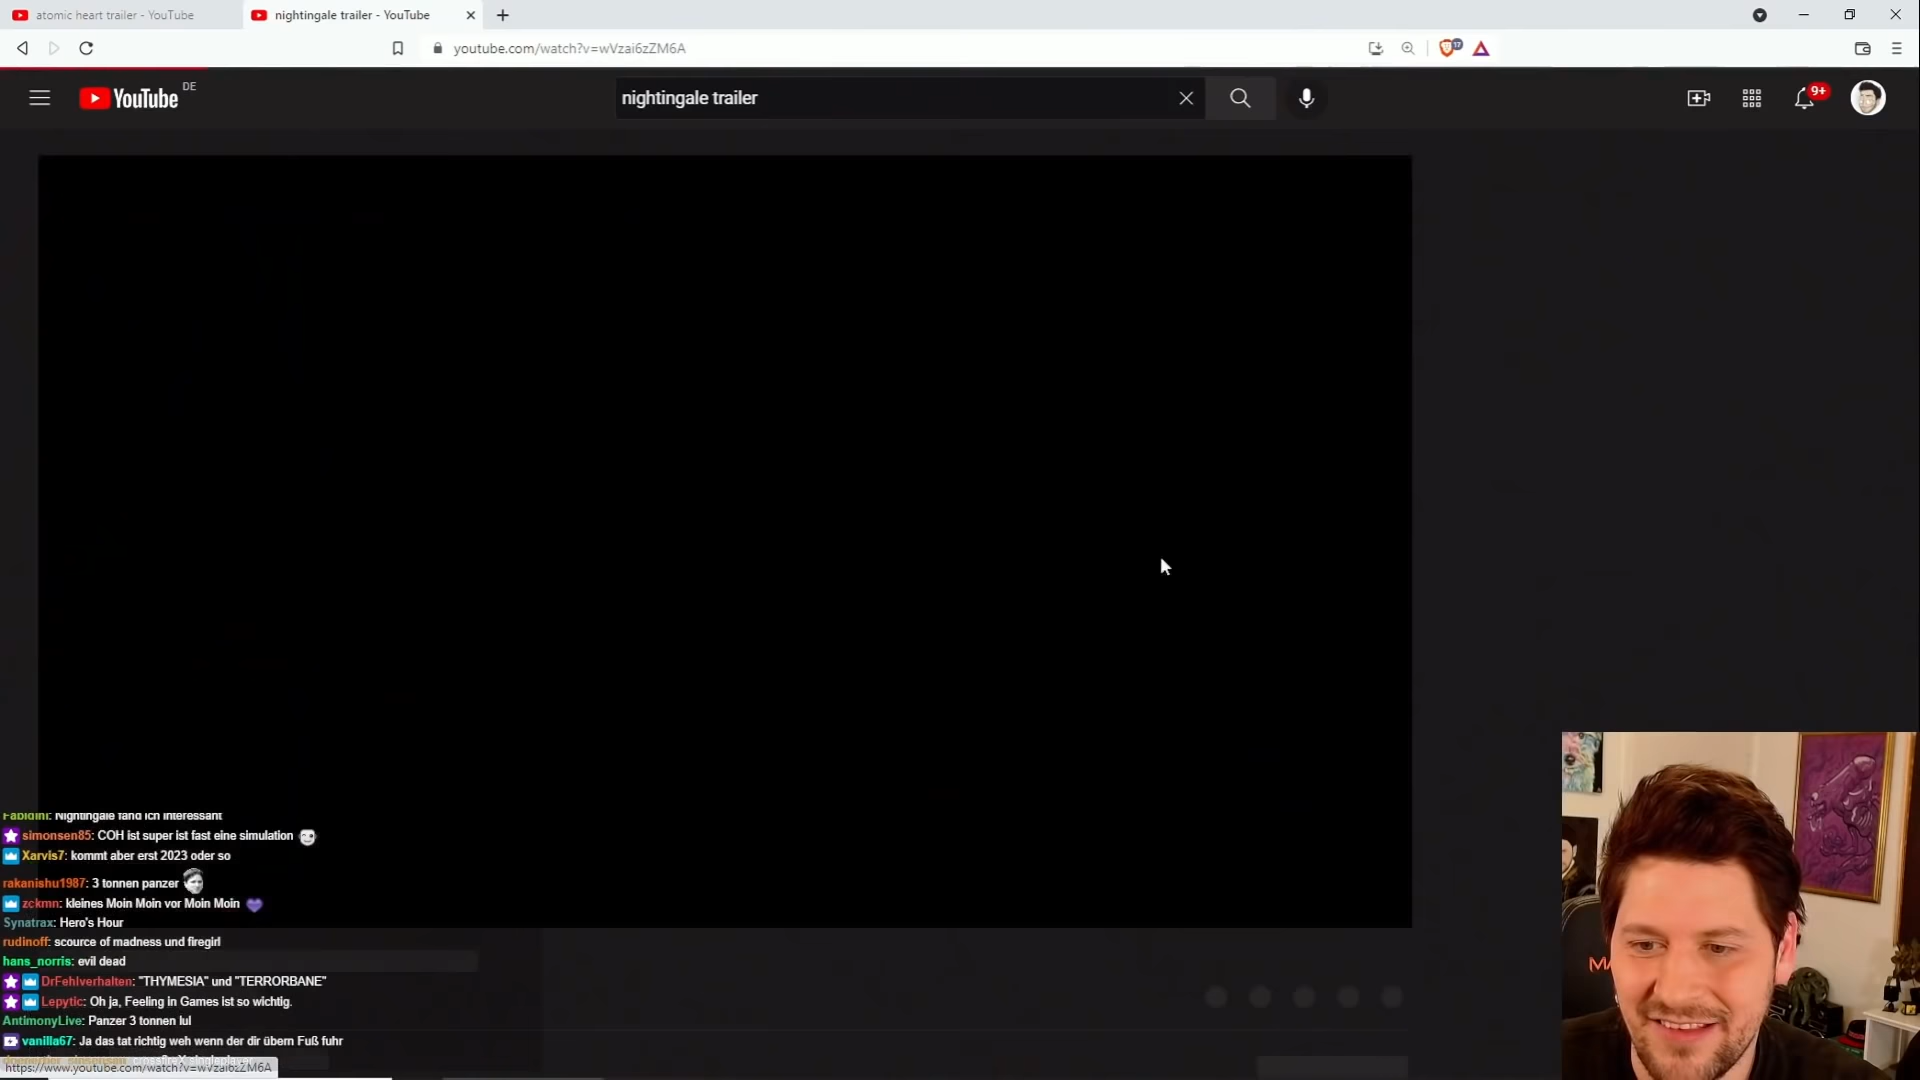 atomic heart trailer - YouTube
nightingale trailer - YouTube
youtube.com/watch?v=wVzai6zZM6A
17
YouTube DE
nightingale trailer
9+
Fabidini: Nightingale fand ich interessant
simonsen85: COH ist super ist fast eine simulation
Xarvis7: kommt aber erst 2023 oder so
rakanishu1987: 3 tonnen panzer
zckmn: kleines Moin Moin vor Moin Moin
Synatrax: Hero's Hour
rudinoff: scource of madness und firegirl
hans_norris: evil dead
DrFehlverhalten: "THYMESIA" und "TERRORBANE"
Lepytic: Oh ja, Feeling in Games ist so wichtig.
AntimonyLive: Panzer 3 tonnen lul
vanilla67: Ja das tat richtig weh wenn der dir übern Fuß fuhr
crossfireX singleplayer
https://www.youtube.com/watch?v=wVzai6zZM6A